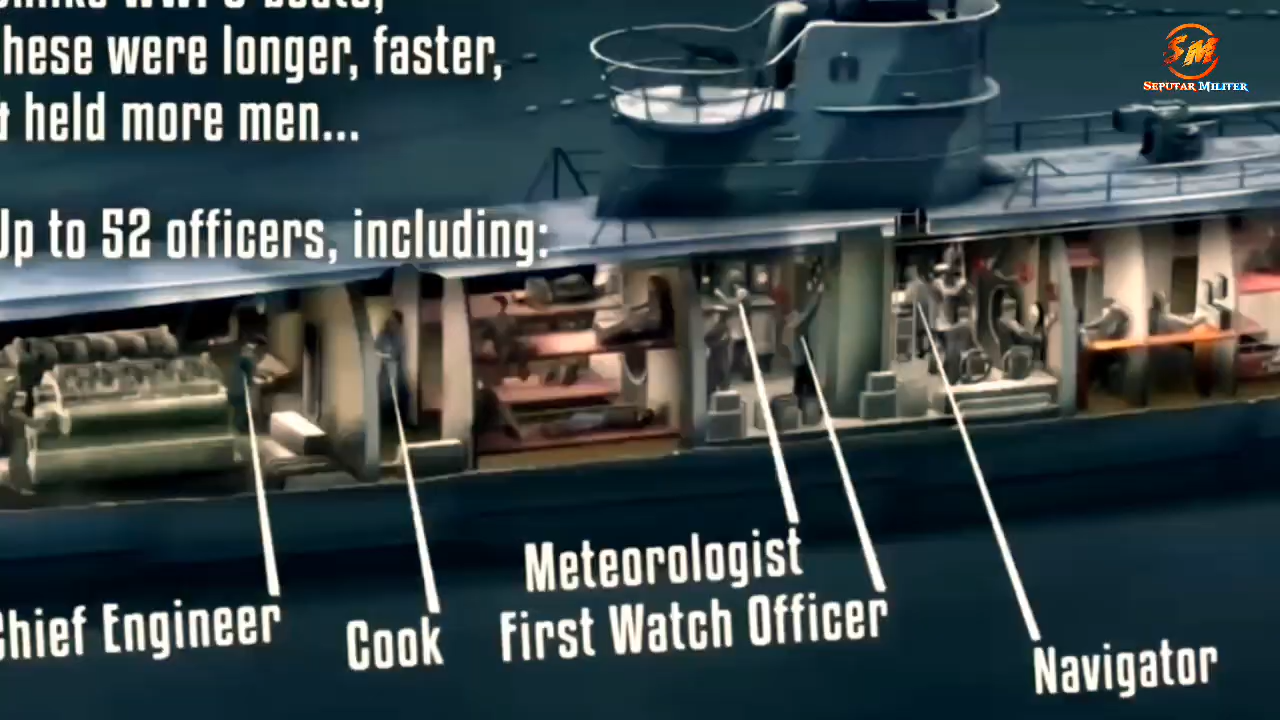 hese were longer, faster,
held more men...
Up to 52 officers, including:
SM
SEPUTAR MILITER
Chief Engineer
Cook
Meteorologist
First Watch Officer
Navigator